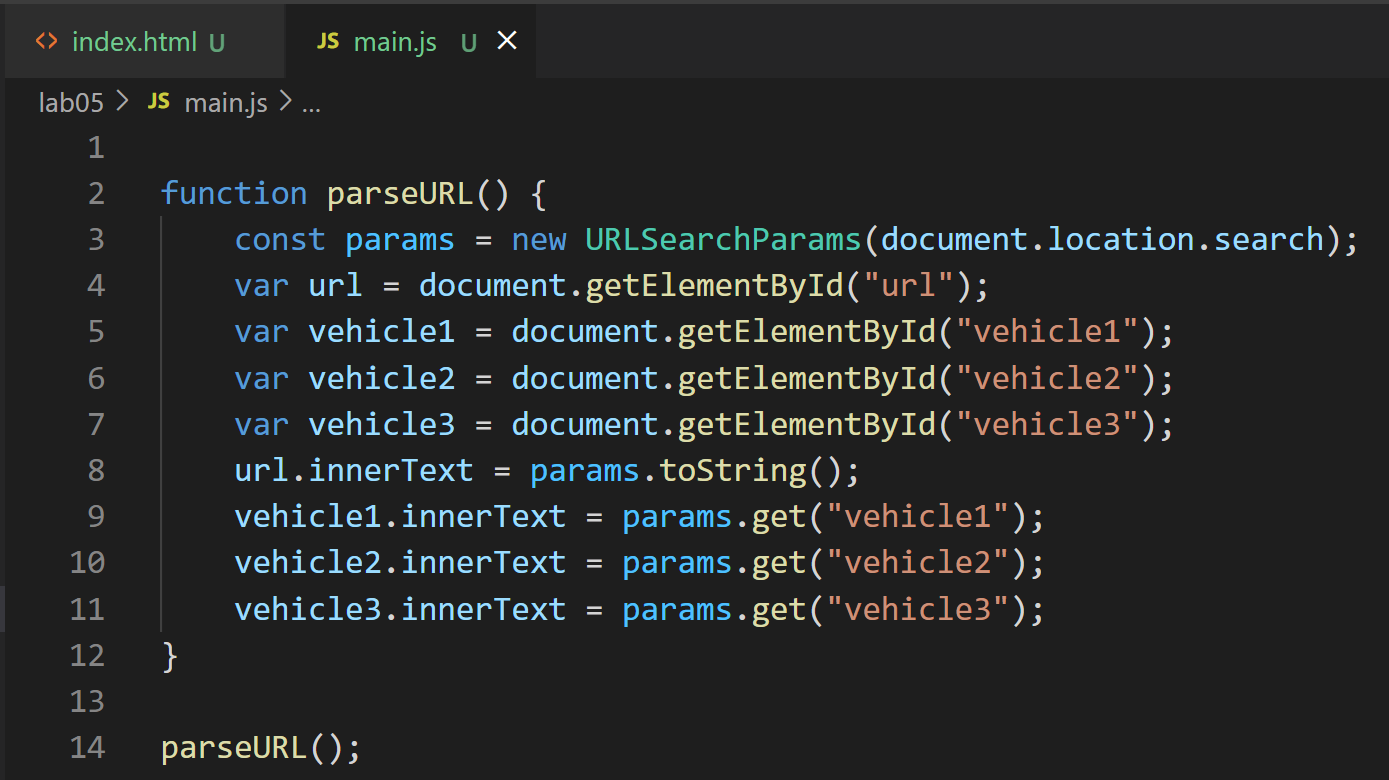 <> index.html U JS main.js U ×
lab05 > JS main.js > ...
1
2 function parseURL() {
3     const params = new URLSearchParams(document.location.search);
4     var url = document.getElementById("url");
5     var vehicle1 = document.getElementById("vehicle1");
6     var vehicle2 = document.getElementById("vehicle2");
7     var vehicle3 = document.getElementById("vehicle3");
8     url.innerText = params.toString();
9     vehicle1.innerText = params.get("vehicle1");
10     vehicle2.innerText = params.get("vehicle2");
11     vehicle3.innerText = params.get("vehicle3");
12 }
13
14 parseURL();